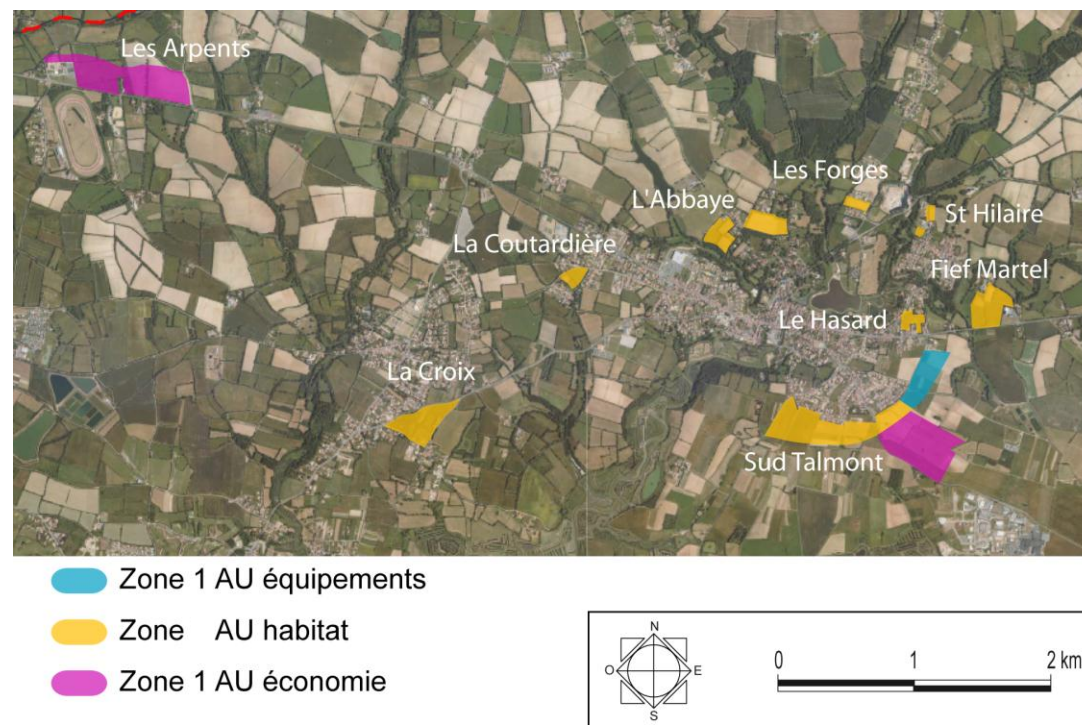 Les Arpents
Les Forges
L'Abbaye
St Hilaire
La Coutardière
Fief Martel
Le Hasard
La Croix
Sud Talmont
Zone 1 AU équipements
Zone AU habitat
Zone 1 AU économie
N
O E
S
0 1 2 km